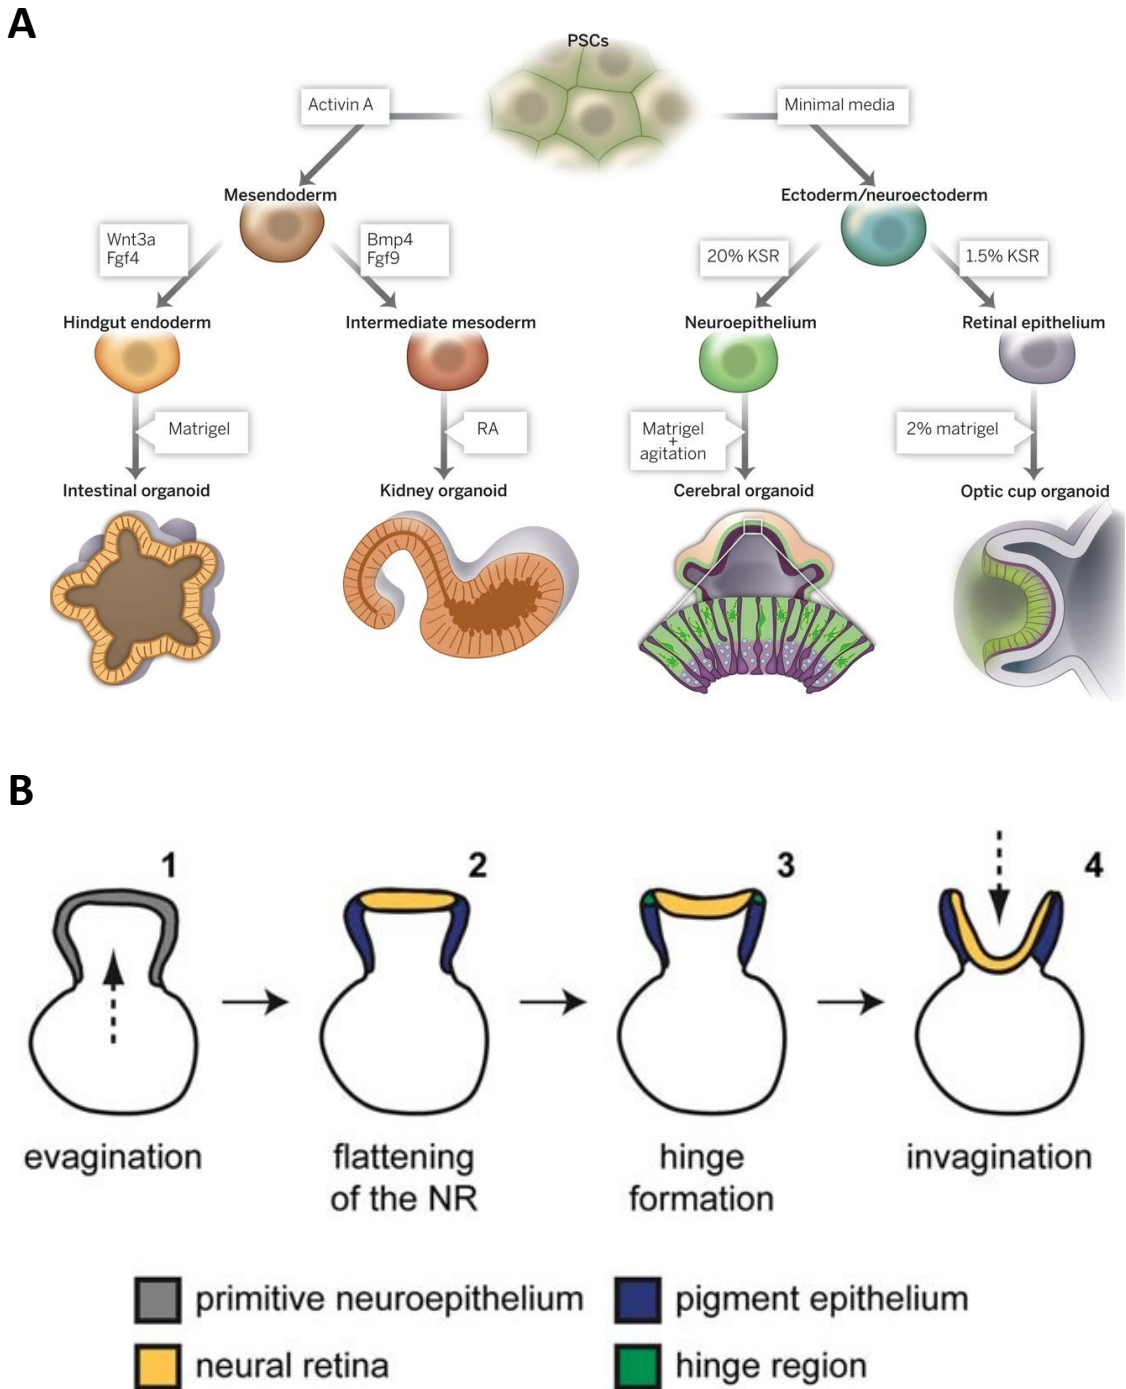 A
PSCs
Activin A
Minimal media
Mesendoderm
Ectoderm/neuroectoderm
Wnt3a
Fgf4
Bmp4
Fgf9
20% KSR
1.5% KSR
Hindgut endoderm
Intermediate mesoderm
Neuroepithelium
Retinal epithelium
Matrigel
RA
Matrigel
+
agitation
2% matrigel
Intestinal organoid
Kidney organoid
Cerebral organoid
Optic cup organoid
B
1
2
3
4
evagination
flattening
of the NR
hinge
formation
invagination
primitive neuroepithelium
pigment epithelium
neural retina
hinge region